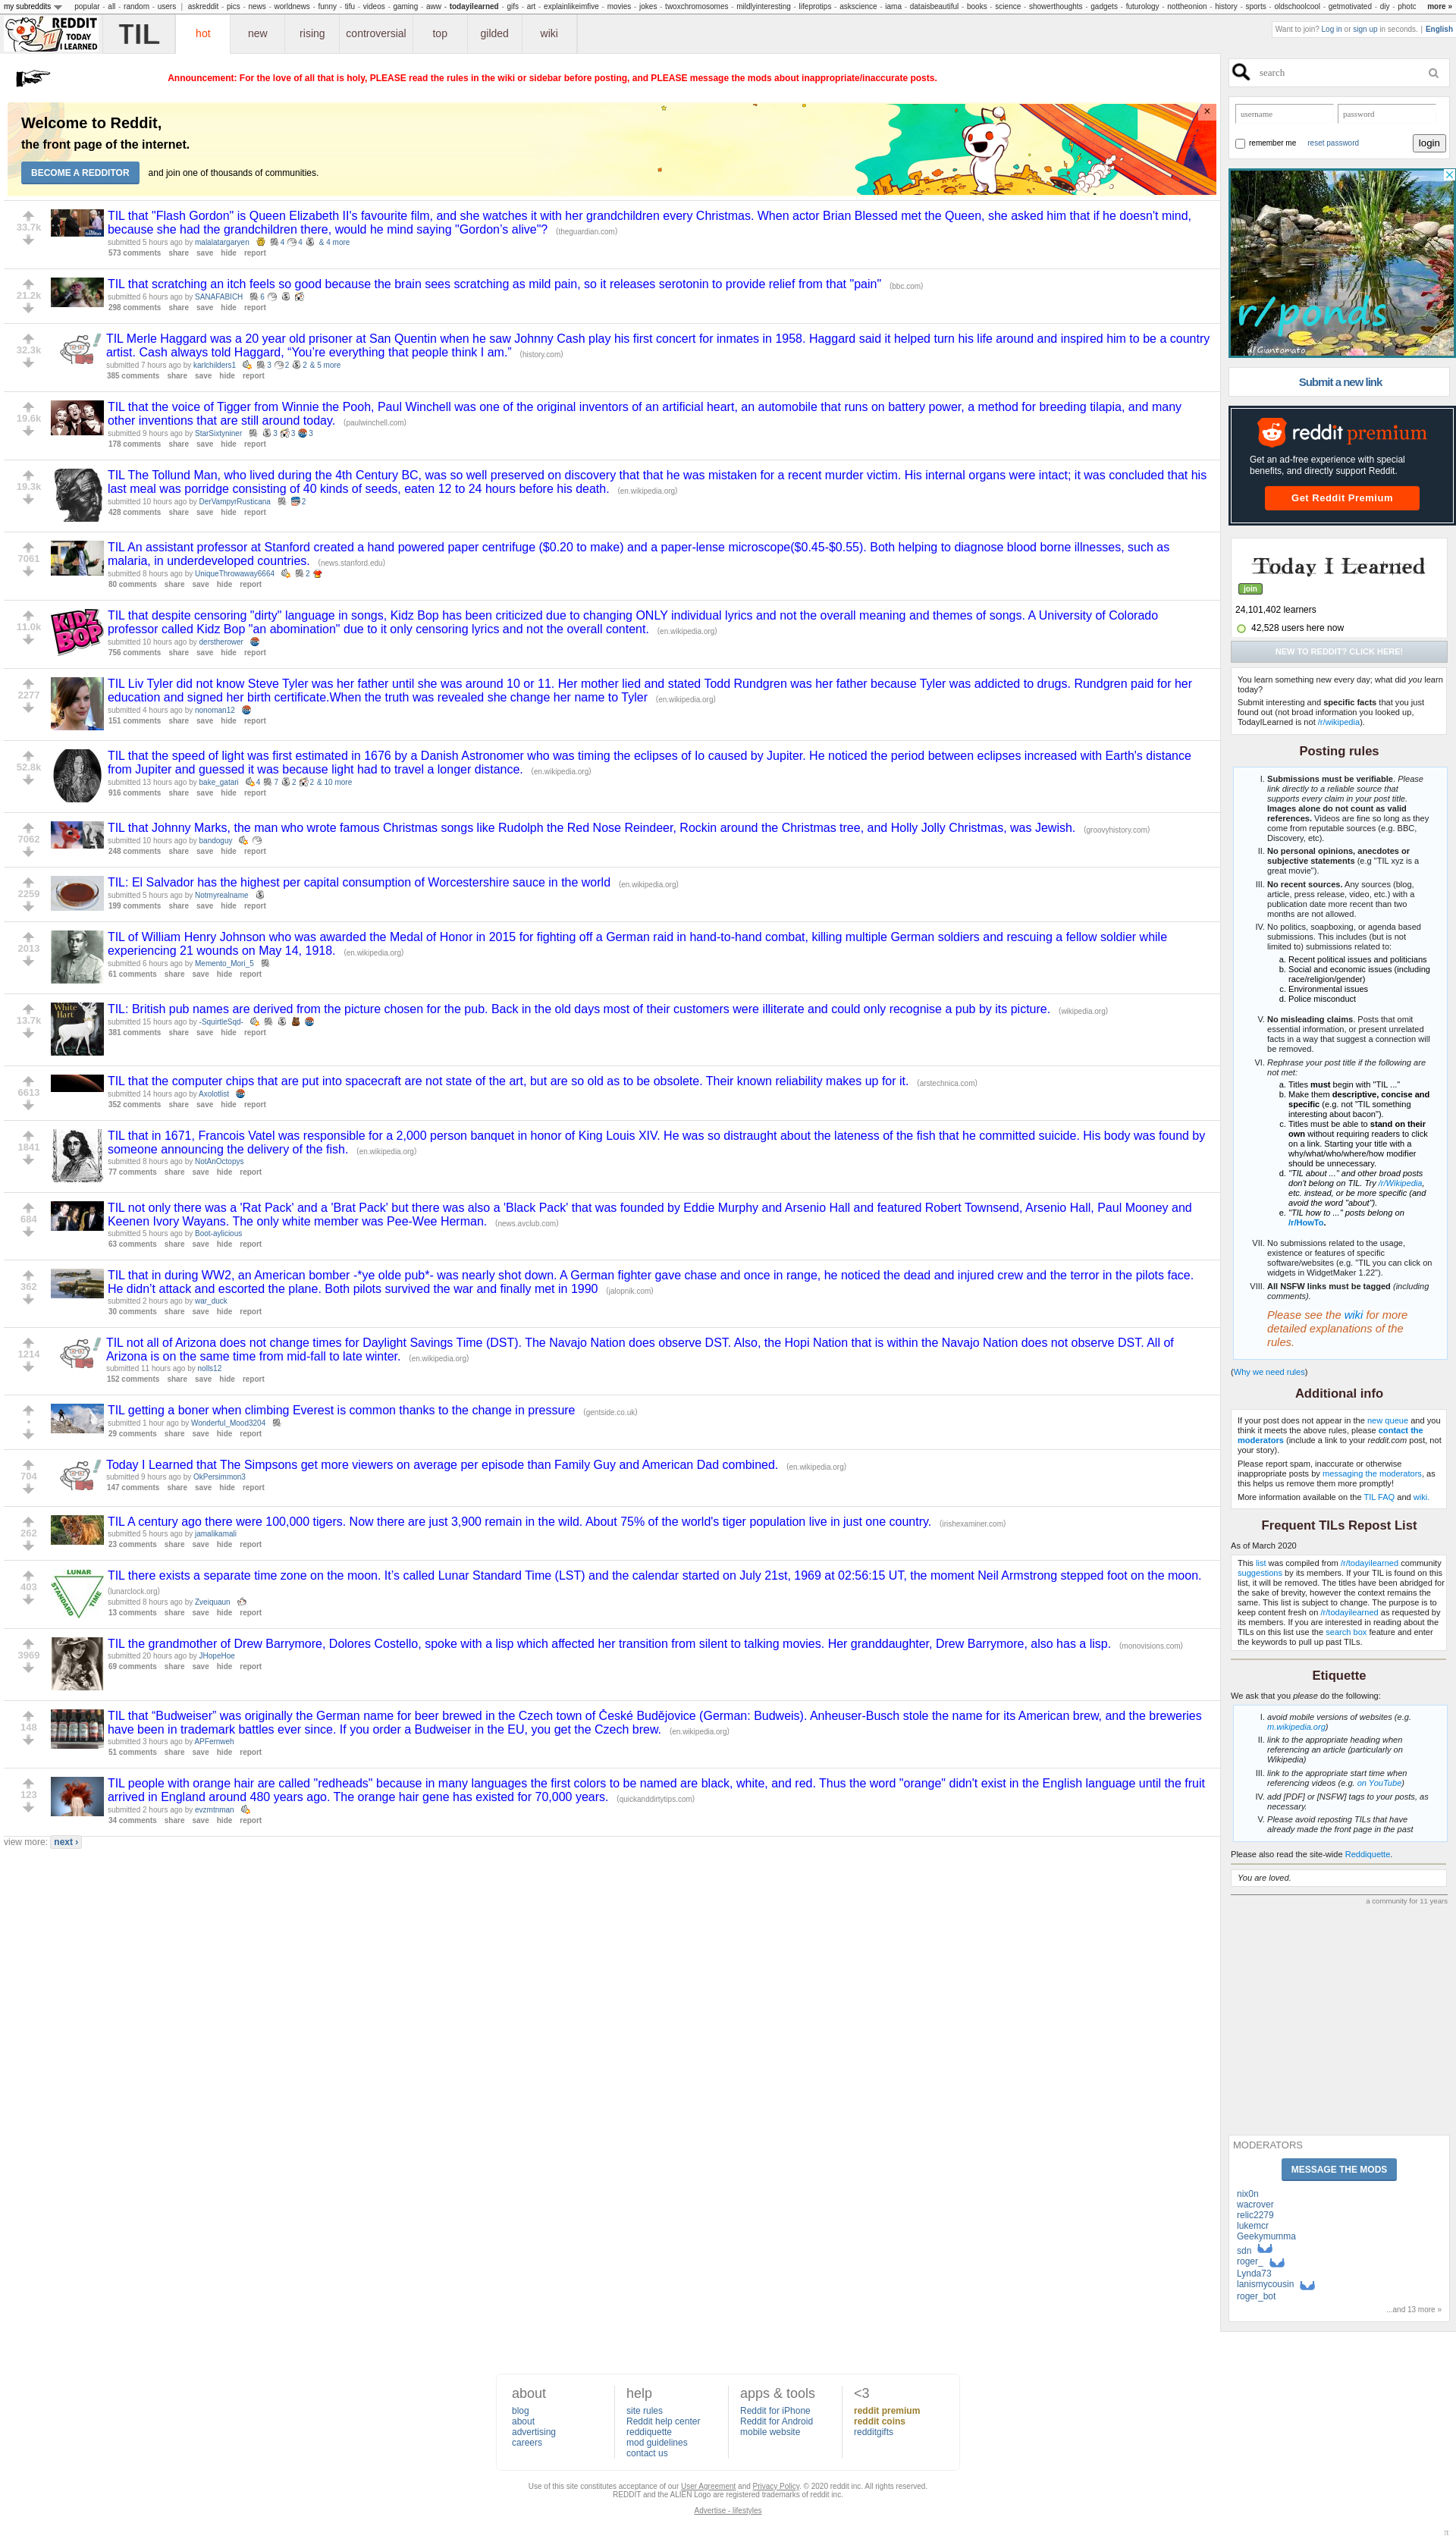 my subreddits popular - all - random - users | askreddit - pics - news - worldnews - funny - tifu - videos - gaming - aww - todayilearned - gifs - art - explainlikeimfive - movies - jokes - twoxchromosomes - mildlyinteresting - lifeprotips - askscience - iama - dataisbeautiful - books - science - showerthoughts - gadgets - futurology - nottheonion - history - sports - oldschoolcool - getmotivated - diy - photo more »
REDDIT TODAY I LEARNED
TIL hot new rising controversial top gilded wiki
Want to join? Log in or sign up in seconds. | English
Announcement: For the love of all that is holy, PLEASE read the rules in the wiki or sidebar before posting, and PLEASE message the mods about inappropriate/inaccurate posts.
Welcome to Reddit,
the front page of the internet.
BECOME A REDDITOR and join one of thousands of communities.
33.7k
TIL that "Flash Gordon" is Queen Elizabeth II's favourite film, and she watches it with her grandchildren every Christmas. When actor Brian Blessed met the Queen, she asked him that if he doesn't mind,
because she had the grandchildren there, would he mind saying "Gordon's alive"? (theguardian.com)
submitted 5 hours ago by malalatargaryen 4 4 & 4 more
573 comments share save hide report
21.2k
TIL that scratching an itch feels so good because the brain sees scratching as mild pain, so it releases serotonin to provide relief from that "pain" (bbc.com)
submitted 6 hours ago by SANAFABICH 6
298 comments share save hide report
32.3k
TIL Merle Haggard was a 20 year old prisoner at San Quentin when he saw Johnny Cash play his first concert for inmates in 1958. Haggard said it helped turn his life around and inspired him to be a country
artist. Cash always told Haggard, “You’re everything that people think I am.” (history.com)
submitted 7 hours ago by karlchilders1 3 2 2 & 5 more
385 comments share save hide report
19.6k
TIL that the voice of Tigger from Winnie the Pooh, Paul Winchell was one of the original inventors of an artificial heart, an automobile that runs on battery power, a method for breeding tilapia, and many
other inventions that are still around today. (paulwinchell.com)
submitted 9 hours ago by StarSixtyniner 3 3 3
178 comments share save hide report
19.3k
TIL The Tollund Man, who lived during the 4th Century BC, was so well preserved on discovery that that he was mistaken for a recent murder victim. His internal organs were intact; it was concluded that his
last meal was porridge consisting of 40 kinds of seeds, eaten 12 to 24 hours before his death. (en.wikipedia.org)
submitted 10 hours ago by DerVampyrRusticana 2
428 comments share save hide report
7061
TIL An assistant professor at Stanford created a hand powered paper centrifuge ($0.20 to make) and a paper-lense microscope($0.45-$0.55). Both helping to diagnose blood borne illnesses, such as
malaria, in underdeveloped countries. (news.stanford.edu)
submitted 8 hours ago by UniqueThrowaway6664 2
80 comments share save hide report
11.0k
KIDZ BOP
TIL that despite censoring "dirty" language in songs, Kidz Bop has been criticized due to changing ONLY individual lyrics and not the overall meaning and themes of songs. A University of Colorado
professor called Kidz Bop "an abomination" due to it only censoring lyrics and not the overall content. (en.wikipedia.org)
submitted 10 hours ago by derstherower
756 comments share save hide report
2277
TIL Liv Tyler did not know Steve Tyler was her father until she was around 10 or 11. Her mother lied and stated Todd Rundgren was her father because Tyler was addicted to drugs. Rundgren paid for her
education and signed her birth certificate.When the truth was revealed she change her name to Tyler (en.wikipedia.org)
submitted 4 hours ago by nonoman12
151 comments share save hide report
52.8k
TIL that the speed of light was first estimated in 1676 by a Danish Astronomer who was timing the eclipses of Io caused by Jupiter. He noticed the period between eclipses increased with Earth's distance
from Jupiter and guessed it was because light had to travel a longer distance. (en.wikipedia.org)
submitted 13 hours ago by bake_gatari 4 7 2 2 & 10 more
916 comments share save hide report
7062
TIL that Johnny Marks, the man who wrote famous Christmas songs like Rudolph the Red Nose Reindeer, Rockin around the Christmas tree, and Holly Jolly Christmas, was Jewish. (groovyhistory.com)
submitted 10 hours ago by bandoguy
248 comments share save hide report
2259
TIL: El Salvador has the highest per capital consumption of Worcestershire sauce in the world (en.wikipedia.org)
submitted 5 hours ago by Notmyrealname
199 comments share save hide report
2013
TIL of William Henry Johnson who was awarded the Medal of Honor in 2015 for fighting off a German raid in hand-to-hand combat, killing multiple German soldiers and rescuing a fellow soldier while
experiencing 21 wounds on May 14, 1918. (en.wikipedia.org)
submitted 6 hours ago by Memento_Mori_5
61 comments share save hide report
13.7k
White Hart
TIL: British pub names are derived from the picture chosen for the pub. Back in the old days most of their customers were illiterate and could only recognise a pub by its picture. (wikipedia.org)
submitted 15 hours ago by -SquirtleSqd-
381 comments share save hide report
6613
TIL that the computer chips that are put into spacecraft are not state of the art, but are so old as to be obsolete. Their known reliability makes up for it. (arstechnica.com)
submitted 14 hours ago by Axolotlist
352 comments share save hide report
1841
TIL that in 1671, Francois Vatel was responsible for a 2,000 person banquet in honor of King Louis XIV. He was so distraught about the lateness of the fish that he committed suicide. His body was found by
someone announcing the delivery of the fish. (en.wikipedia.org)
submitted 8 hours ago by NotAnOctopys
77 comments share save hide report
684
TIL not only there was a 'Rat Pack' and a 'Brat Pack' but there was also a 'Black Pack' that was founded by Eddie Murphy and Arsenio Hall and featured Robert Townsend, Arsenio Hall, Paul Mooney and
Keenen Ivory Wayans. The only white member was Pee-Wee Herman. (news.avclub.com)
submitted 5 hours ago by Boot-aylicious
63 comments share save hide report
362
TIL that in during WW2, an American bomber -*ye olde pub*- was nearly shot down. A German fighter gave chase and once in range, he noticed the dead and injured crew and the terror in the pilots face.
He didn’t attack and escorted the plane. Both pilots survived the war and finally met in 1990 (jalopnik.com)
submitted 2 hours ago by war_duck
30 comments share save hide report
1214
TIL not all of Arizona does not change times for Daylight Savings Time (DST). The Navajo Nation does observe DST. Also, the Hopi Nation that is within the Navajo Nation does not observe DST. All of
Arizona is on the same time from mid-fall to late winter. (en.wikipedia.org)
submitted 11 hours ago by nolls12
152 comments share save hide report
•
TIL getting a boner when climbing Everest is common thanks to the change in pressure (gentside.co.uk)
submitted 1 hour ago by Wonderful_Mood3204
29 comments share save hide report
704
Today I Learned that The Simpsons get more viewers on average per episode than Family Guy and American Dad combined. (en.wikipedia.org)
submitted 9 hours ago by OkPersimmon3
147 comments share save hide report
262
TIL A century ago there were 100,000 tigers. Now there are just 3,900 remain in the wild. About 75% of the world's tiger population live in just one country. (irishexaminer.com)
submitted 5 hours ago by jamalikamali
23 comments share save hide report
403
LUNAR STANDARD TIME
TIL there exists a separate time zone on the moon. It’s called Lunar Standard Time (LST) and the calendar started on July 21st, 1969 at 02:56:15 UT, the moment Neil Armstrong stepped foot on the moon.
(lunarclock.org)
submitted 8 hours ago by Zveiquaun
13 comments share save hide report
3969
TIL the grandmother of Drew Barrymore, Dolores Costello, spoke with a lisp which affected her transition from silent to talking movies. Her granddaughter, Drew Barrymore, also has a lisp. (monovisions.com)
submitted 20 hours ago by JHopeHoe
69 comments share save hide report
148
TIL that “Budweiser” was originally the German name for beer brewed in the Czech town of České Budějovice (German: Budweis). Anheuser-Busch stole the name for its American brew, and the breweries
have been in trademark battles ever since. If you order a Budweiser in the EU, you get the Czech brew. (en.wikipedia.org)
submitted 3 hours ago by APFernweh
51 comments share save hide report
123
TIL people with orange hair are called "redheads" because in many languages the first colors to be named are black, white, and red. Thus the word "orange" didn't exist in the English language until the fruit
arrived in England around 480 years ago. The orange hair gene has existed for 70,000 years. (quickanddirtytips.com)
submitted 2 hours ago by evzmtnman
34 comments share save hide report
view more: next ›
search
username password
remember me reset password login
r/ponds
u/Giantomato
Submit a new link
reddit premium
Get an ad-free experience with special
benefits, and directly support Reddit.
Get Reddit Premium
Today I Learned
join
24,101,402 learners
42,528 users here now
NEW TO REDDIT? CLICK HERE!
You learn something new every day; what did you learn
today?
Submit interesting and specific facts that you just
found out (not broad information you looked up,
TodayILearned is not /r/wikipedia).
Posting rules
I. Submissions must be verifiable. Please
link directly to a reliable source that
supports every claim in your post title.
Images alone do not count as valid
references. Videos are fine so long as they
come from reputable sources (e.g. BBC,
Discovery, etc).
II. No personal opinions, anecdotes or
subjective statements (e.g "TIL xyz is a
great movie").
III. No recent sources. Any sources (blog,
article, press release, video, etc.) with a
publication date more recent than two
months are not allowed.
IV. No politics, soapboxing, or agenda based
submissions. This includes (but is not
limited to) submissions related to:
a. Recent political issues and politicians
b. Social and economic issues (including
race/religion/gender)
c. Environmental issues
d. Police misconduct
V. No misleading claims. Posts that omit
essential information, or present unrelated
facts in a way that suggest a connection will
be removed.
VI. Rephrase your post title if the following are
not met:
a. Titles must begin with "TIL ..."
b. Make them descriptive, concise and
specific (e.g. not "TIL something
interesting about bacon").
c. Titles must be able to stand on their
own without requiring readers to click
on a link. Starting your title with a
why/what/who/where/how modifier
should be unnecessary.
d. "TIL about ..." and other broad posts
don't belong on TIL. Try /r/Wikipedia,
etc. instead, or be more specific (and
avoid the word "about").
e. "TIL how to ..." posts belong on
/r/HowTo.
VII. No submissions related to the usage,
existence or features of specific
software/websites (e.g. "TIL you can click on
widgets in WidgetMaker 1.22").
VIII. All NSFW links must be tagged (including
comments).
Please see the wiki for more
detailed explanations of the
rules.
(Why we need rules)
Additional info
If your post does not appear in the new queue and you
think it meets the above rules, please contact the
moderators (include a link to your reddit.com post, not
your story).
Please report spam, inaccurate or otherwise
inappropriate posts by messaging the moderators, as
this helps us remove them more promptly!
More information available on the TIL FAQ and wiki.
Frequent TILs Repost List
As of March 2020
This list was compiled from /r/todayilearned community
suggestions by its members. If your TIL is found on this
list, it will be removed. The titles have been abridged for
the sake of brevity, however the context remains the
same. This list is subject to change. The purpose is to
keep content fresh on /r/todayilearned as requested by
its members. If you are interested in reading about the
TILs on this list use the search box feature and enter
the keywords to pull up past TILs.
Etiquette
We ask that you please do the following:
I. avoid mobile versions of websites (e.g.
m.wikipedia.org)
II. link to the appropriate heading when
referencing an article (particularly on
Wikipedia)
III. link to the appropriate start time when
referencing videos (e.g. on YouTube)
IV. add [PDF] or [NSFW] tags to your posts, as
necessary.
V. Please avoid reposting TILs that have
already made the front page in the past
Please also read the site-wide Reddiquette.
You are loved.
a community for 11 years
MODERATORS
MESSAGE THE MODS
nix0n
wacrover
relic2279
lukemcr
Geekymumma
sdn
roger_
Lynda73
lanismycousin
roger_bot
...and 13 more »
about
blog
about
advertising
careers
help
site rules
Reddit help center
reddiquette
mod guidelines
contact us
apps & tools
Reddit for iPhone
Reddit for Android
mobile website
<3
reddit premium
reddit coins
redditgifts
Use of this site constitutes acceptance of our User Agreement and Privacy Policy. © 2020 reddit inc. All rights reserved.
REDDIT and the ALIEN Logo are registered trademarks of reddit inc.
Advertise - lifestyles
π